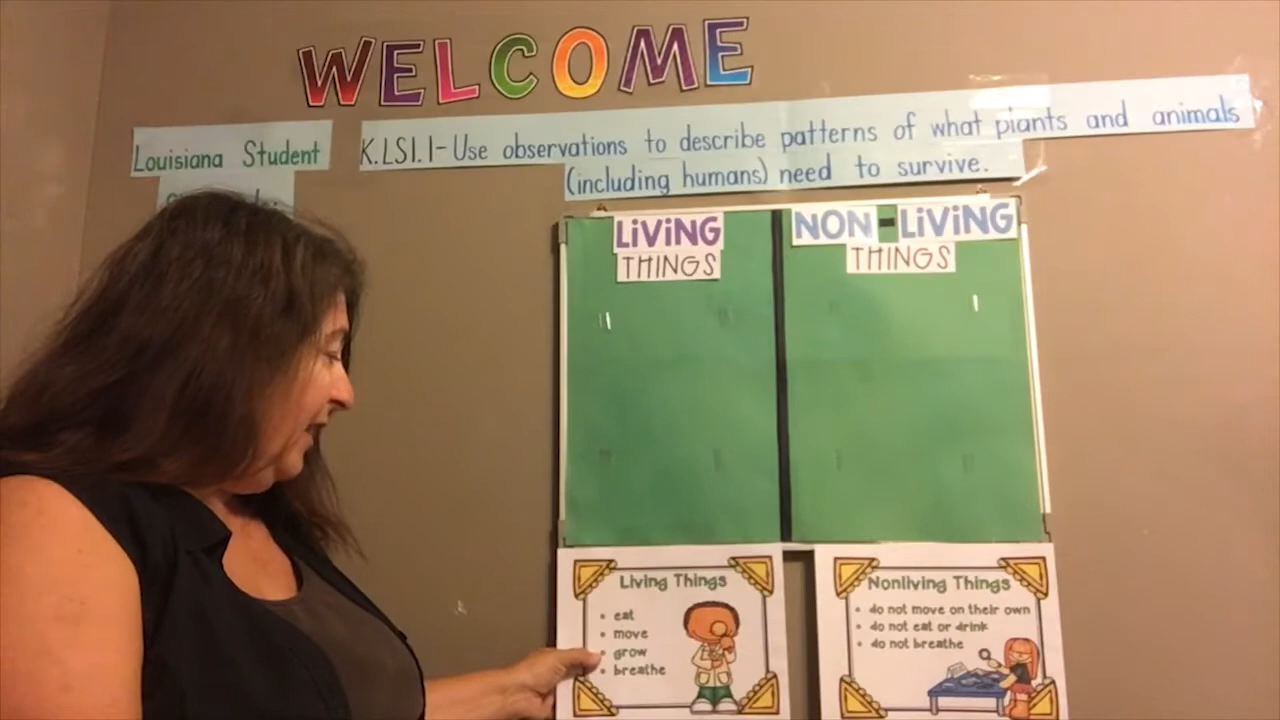 WELCOME
Louisiana Student
K.LS1.1-Use observations to describe patterns of what plants and animals
(including humans) need to survive.
LiViNG
THINGS
NON-LiViNG
THINGS
Living Things
• eat
• move
• grow
• breathe
Nonliving Things
• do not move on their own
• do not eat or drink
• do not breathe